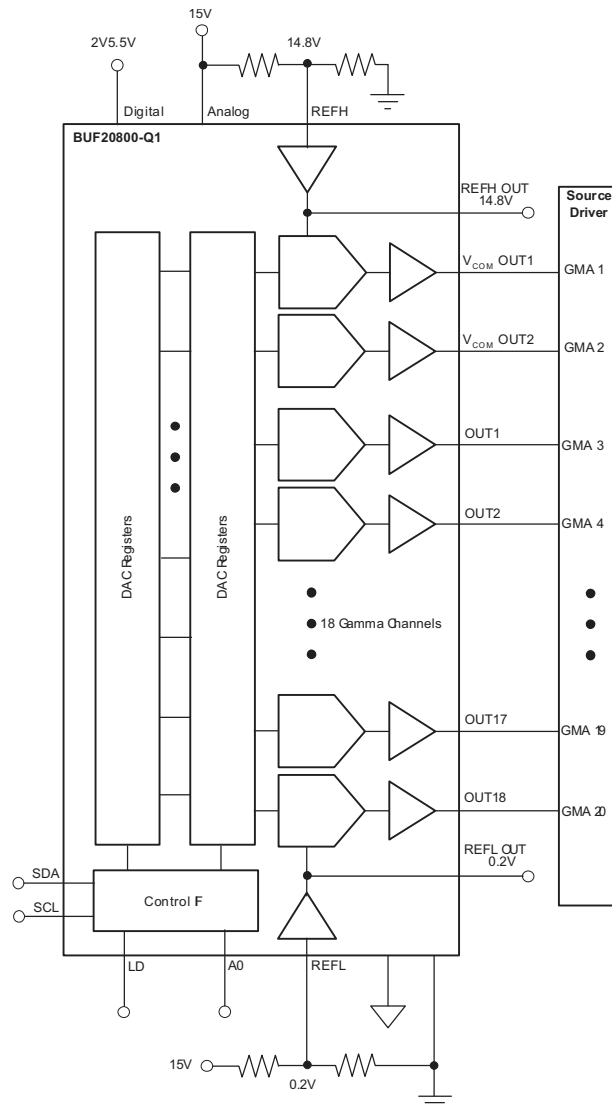 15V
2V5.5V
14.8V
Digital
Analog
REFH
BUF20800-Q1
REFH OUT
14.8V
Source
Driver
VCOM OUT1
GMA 1
VCOM OUT2
GMA 2
OUT1
GMA 3
OUT2
GMA 4
DAC Registers
DAC Registers
18 Gamma Channels
OUT17
GMA 19
OUT18
GMA 20
REFL OUT
0.2V
SDA
SCL
Control IF
LD
A0
REFL
15V
0.2V